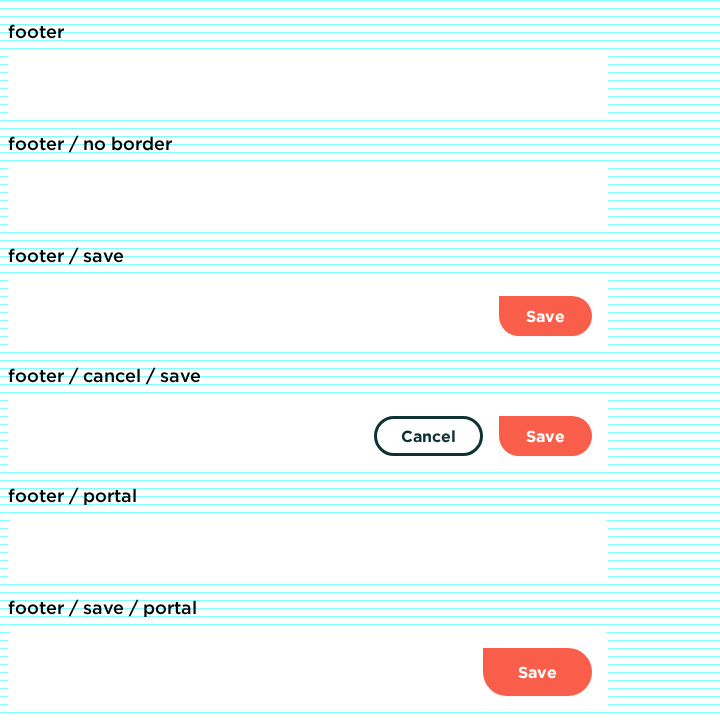 footer
footer / no border
footer / save
Save
footer / cancel / save
Cancel Save
footer / portal
footer / save / portal
Save